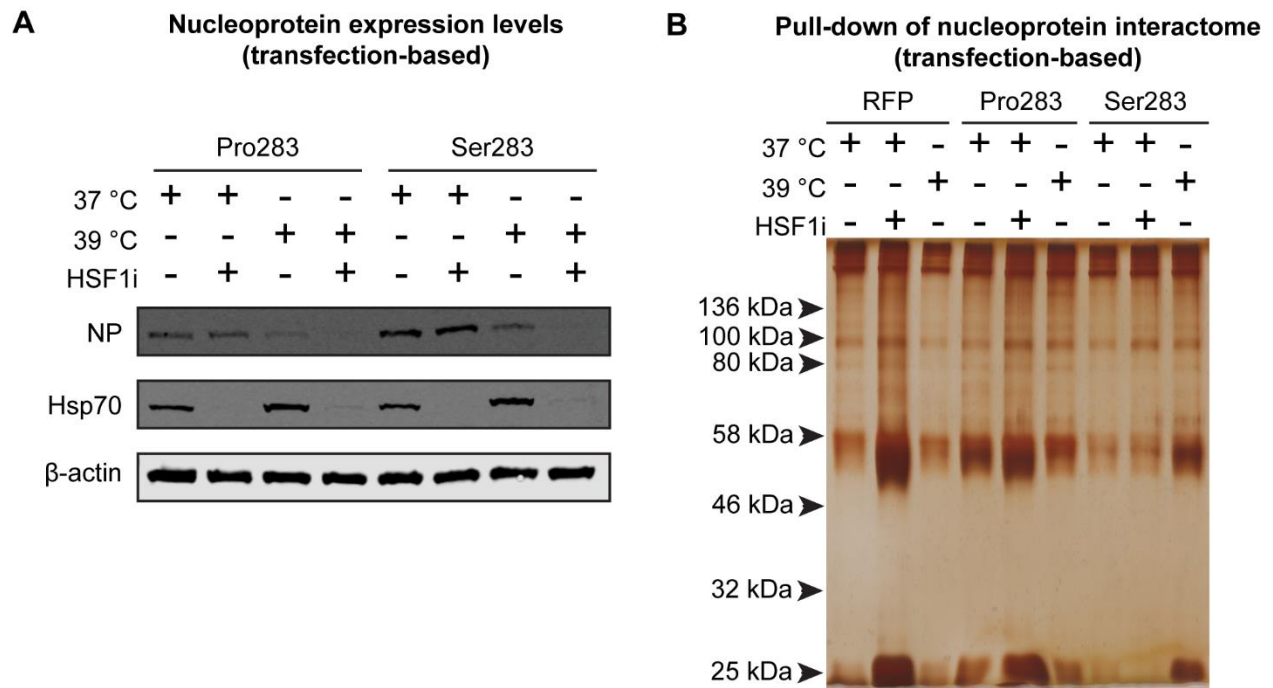 A
Nucleoprotein expression levels
(transfection-based)
Pro283 Ser283
37 °C + + - - + + - -
39 °C - - + + - - + +
HSF1i - + - + - + - +
NP
Hsp70
β-actin
B
Pull-down of nucleoprotein interactome
(transfection-based)
RFP Pro283 Ser283
37 °C + + - + + - + + -
39 °C - - + - - + - - +
HSF1i - + - - + - - + -
136 kDa
100 kDa
80 kDa
58 kDa
46 kDa
32 kDa
25 kDa